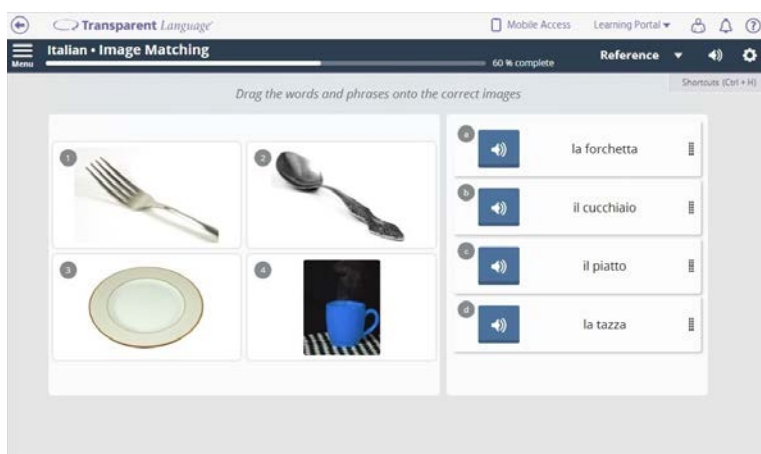 Transparent Language
Mobile Access
Learning Portal
Menu
Italian • Image Matching
60 % complete
Reference
Shortcuts (Ctrl + H)
Drag the words and phrases onto the correct images
1
2
3
4
a
la forchetta
b
il cucchiaio
c
il piatto
d
la tazza